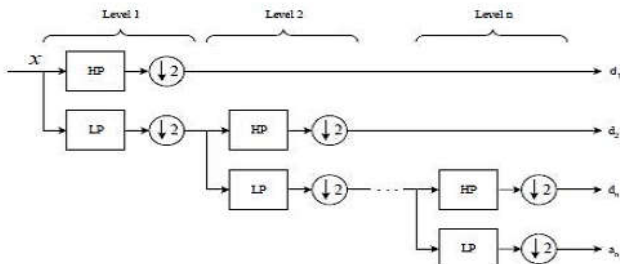 Level 1 Level 2 Level n
x HP ↓2 d₁
LP ↓2 HP ↓2 d₂
LP ↓2 . . . HP ↓2 dₙ
LP ↓2 aₙ